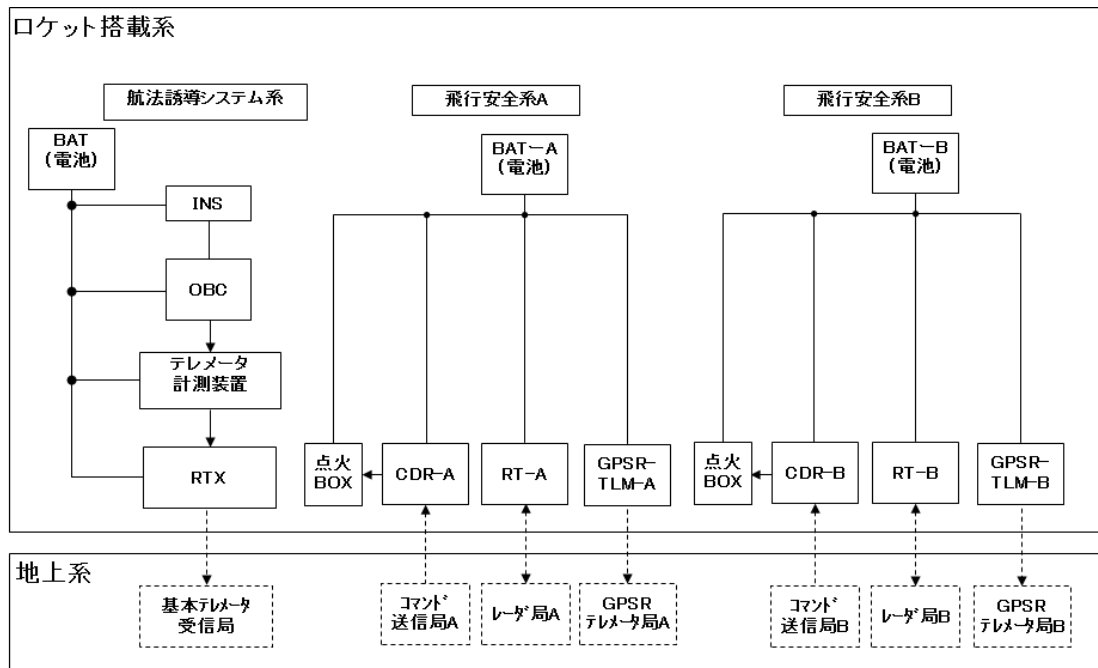 ロケット搭載系
航法誘導システム系
飛行安全系A
飛行安全系B
BAT
(電池)
BAT－A
(電池)
BAT－B
(電池)
INS
OBC
テレメータ
計測装置
RTX
点火
BOX
CDR-A
RT-A
GPSR-
TLM-A
点火
BOX
CDR-B
RT-B
GPSR-
TLM-B
地上系
基本ﾃﾚﾒｰﾀ
受信局
ｺﾏﾝﾄﾞ
送信局A
ﾚｰﾀﾞ局A
GPSR
ﾃﾚﾒｰﾀ局A
ｺﾏﾝﾄﾞ
送信局B
ﾚｰﾀﾞ局B
GPSR
ﾃﾚﾒｰﾀ局B